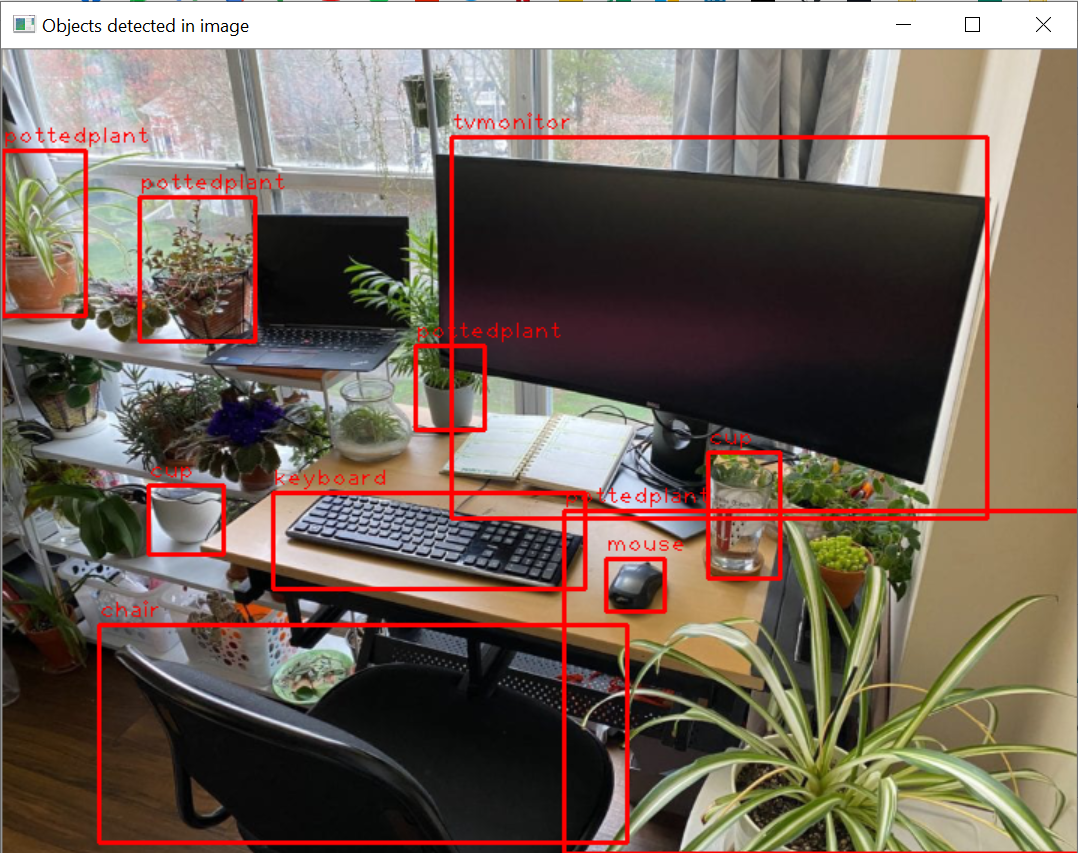 Objects detected in image
tvmonitor
pottedplant
pottedplant
pottedplant
cup
cup
keyboard
pottedplant
mouse
chair